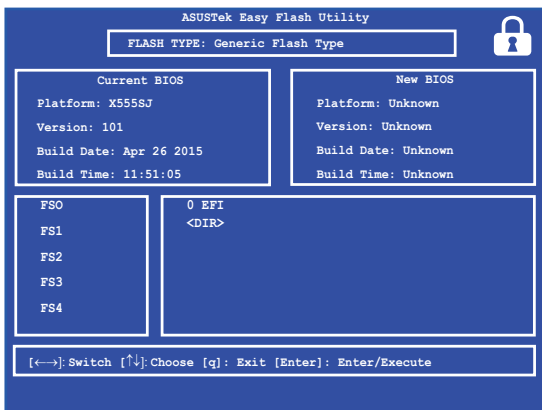 ASUSTek Easy Flash Utility
FLASH TYPE: Generic Flash Type
Current BIOS
Platform: X555SJ
Version: 101
Build Date: Apr 26 2015
Build Time: 11:51:05
New BIOS
Platform: Unknown
Version: Unknown
Build Date: Unknown
Build Time: Unknown
FSO
FS1
FS2
FS3
FS4
0 EFI
<DIR>
[←→]: Switch [↑↓]: Choose [q]: Exit [Enter]: Enter/Execute